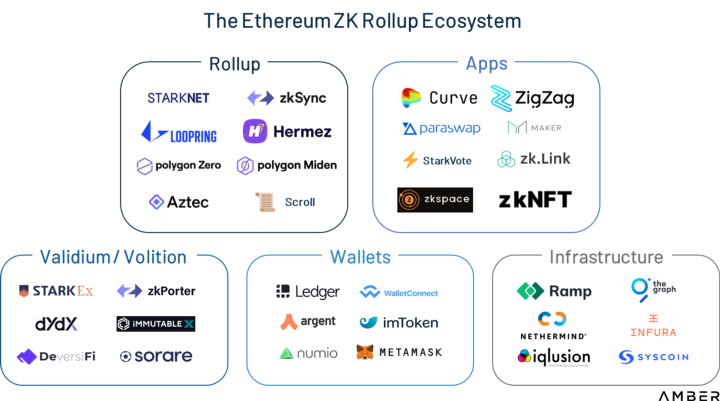 The Ethereum ZK Rollup Ecosystem
Rollup
STARKNET
zkSync
LOOPRING
H
Hermez
polygon Zero
polygon Miden
Aztec
Scroll
Apps
Curve
ZigZag
paraswap
MAKER
StarkVote
zk.Link
zkspace
zkNFT
Validium / Volition
STARKEx
zkPorter
dYdX
iMMUTABLE X
DeversiFi
sorare
Wallets
Ledger
WalletConnect
argent
imToken
numio
METAMASK
Infrastructure
Ramp
the
graph
NETHERMIND
INFURA
iqlusion
SYSCOIN
AMBER